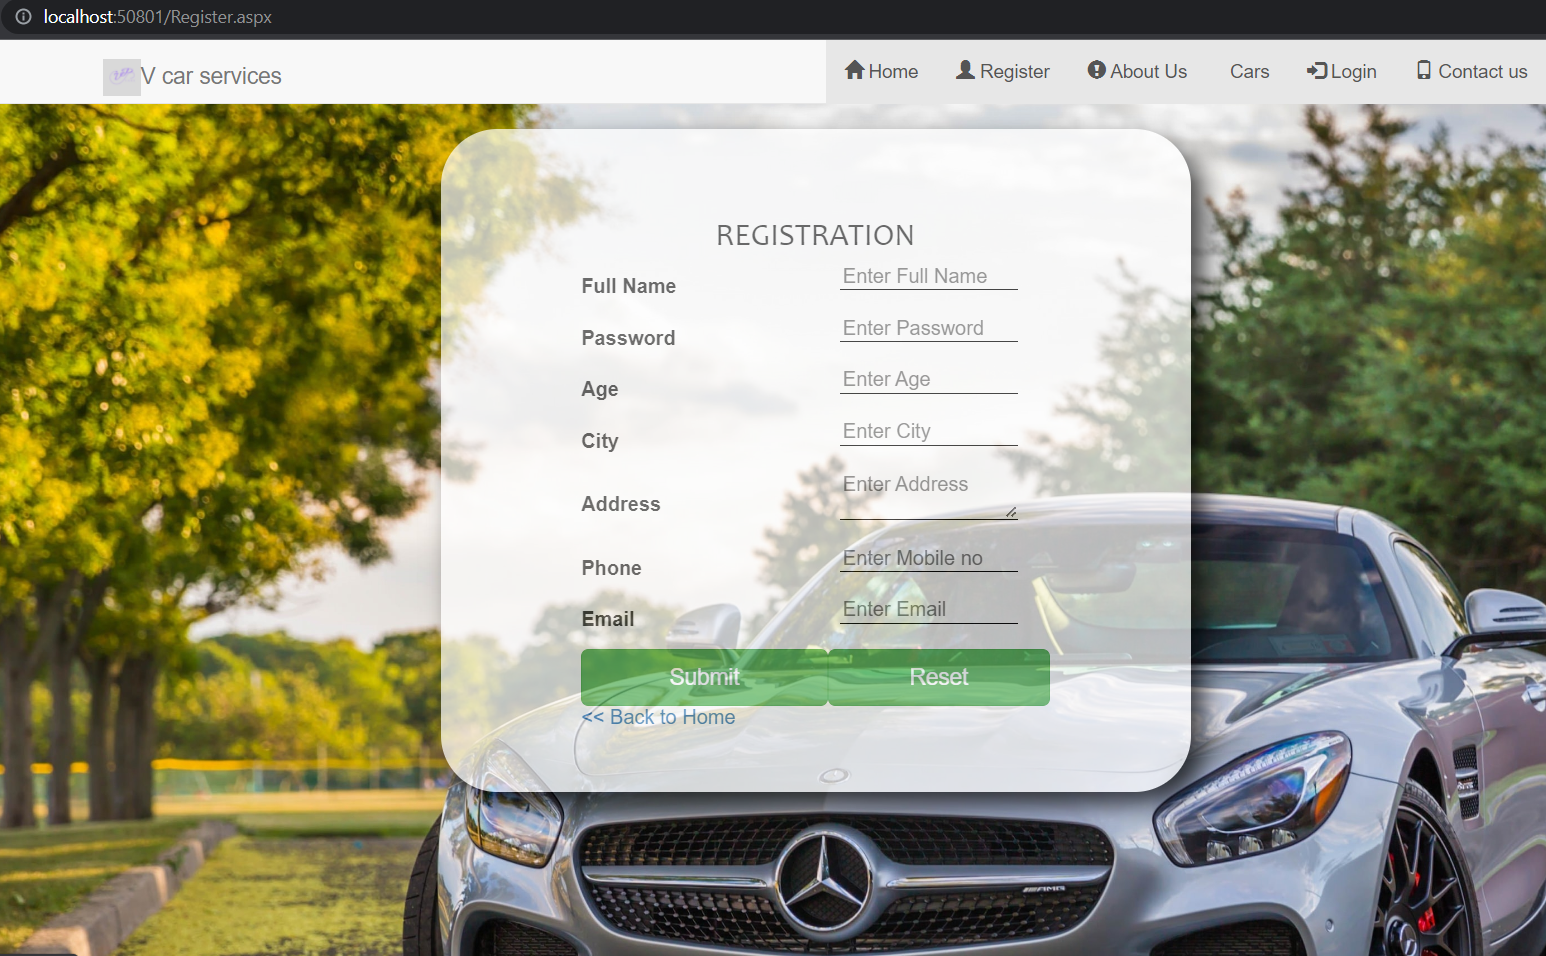 localhost:50801/Register.aspx
V car services
Home Register About Us Cars Login Contact us
REGISTRATION
Full Name Enter Full Name
Password Enter Password
Age Enter Age
City Enter City
Address Enter Address
Phone Enter Mobile no
Email Enter Email
Submit Reset
<< Back to Home
AMG